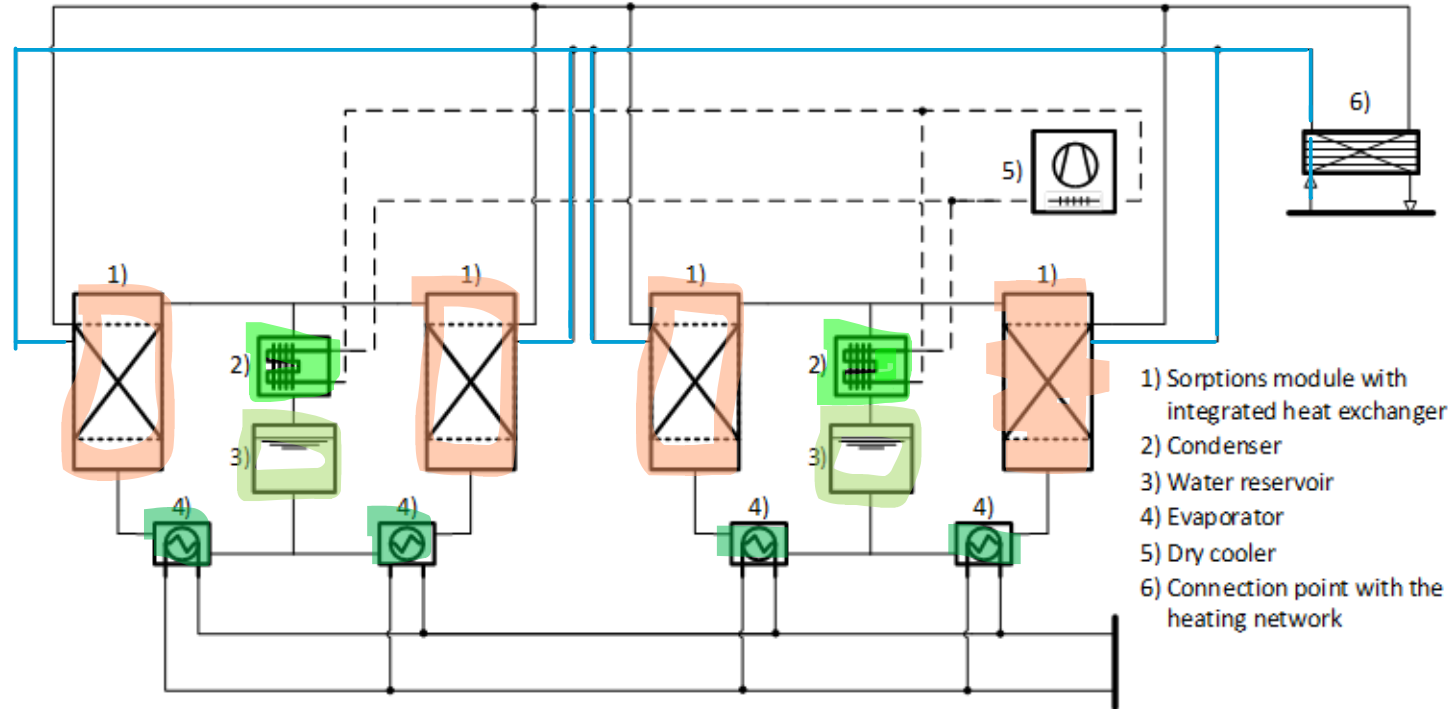 6)
5)
1)
1)
1)
1)
2)
2)
3)
3)
4)
4)
4)
4)
1) Sorptions module with
integrated heat exchanger
2) Condenser
3) Water reservoir
4) Evaporator
5) Dry cooler
6) Connection point with the
heating network